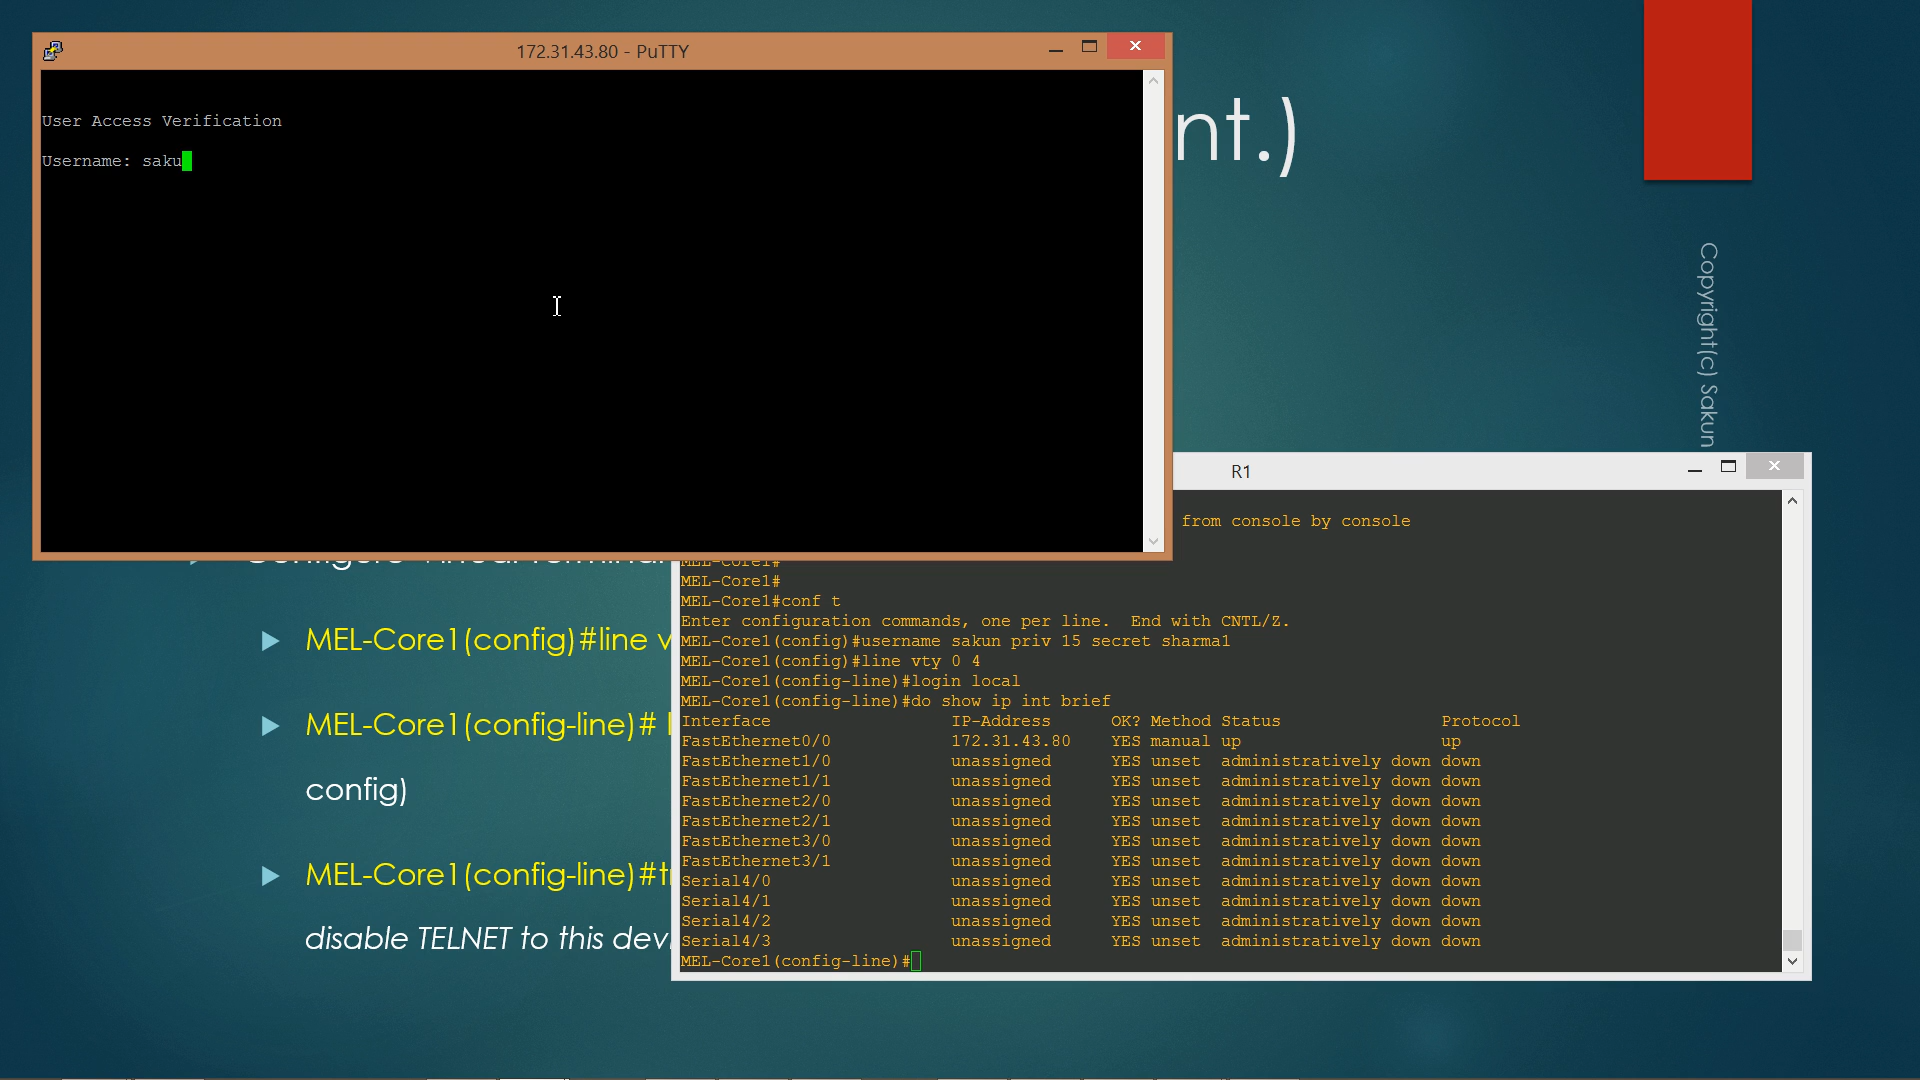 172.31.43.80 - PuTTY
User Access Verification
Username: saku
nt.)
Copyright(c) Sakun
R1
from console by console
MEL-Core1#
MEL-Core1#
MEL-Core1#conf t
Enter configuration commands, one per line.  End with CNTL/Z.
MEL-Core1(config)#username sakun priv 15 secret sharma1
MEL-Core1(config)#line vty 0 4
MEL-Core1(config-line)#login local
MEL-Core1(config-line)#do show ip int brief
Interface                  IP-Address      OK? Method Status                Protocol
FastEthernet0/0            172.31.43.80    YES manual up                    up
FastEthernet1/0            unassigned      YES unset  administratively down down
FastEthernet1/1            unassigned      YES unset  administratively down down
FastEthernet2/0            unassigned      YES unset  administratively down down
FastEthernet2/1            unassigned      YES unset  administratively down down
FastEthernet3/0            unassigned      YES unset  administratively down down
FastEthernet3/1            unassigned      YES unset  administratively down down
Serial4/0                  unassigned      YES unset  administratively down down
Serial4/1                  unassigned      YES unset  administratively down down
Serial4/2                  unassigned      YES unset  administratively down down
Serial4/3                  unassigned      YES unset  administratively down down
MEL-Core1(config-line)#
MEL-Core1(config)#line v
MEL-Core1(config-line)#
config)
MEL-Core1(config-line)#t
disable TELNET to this dev